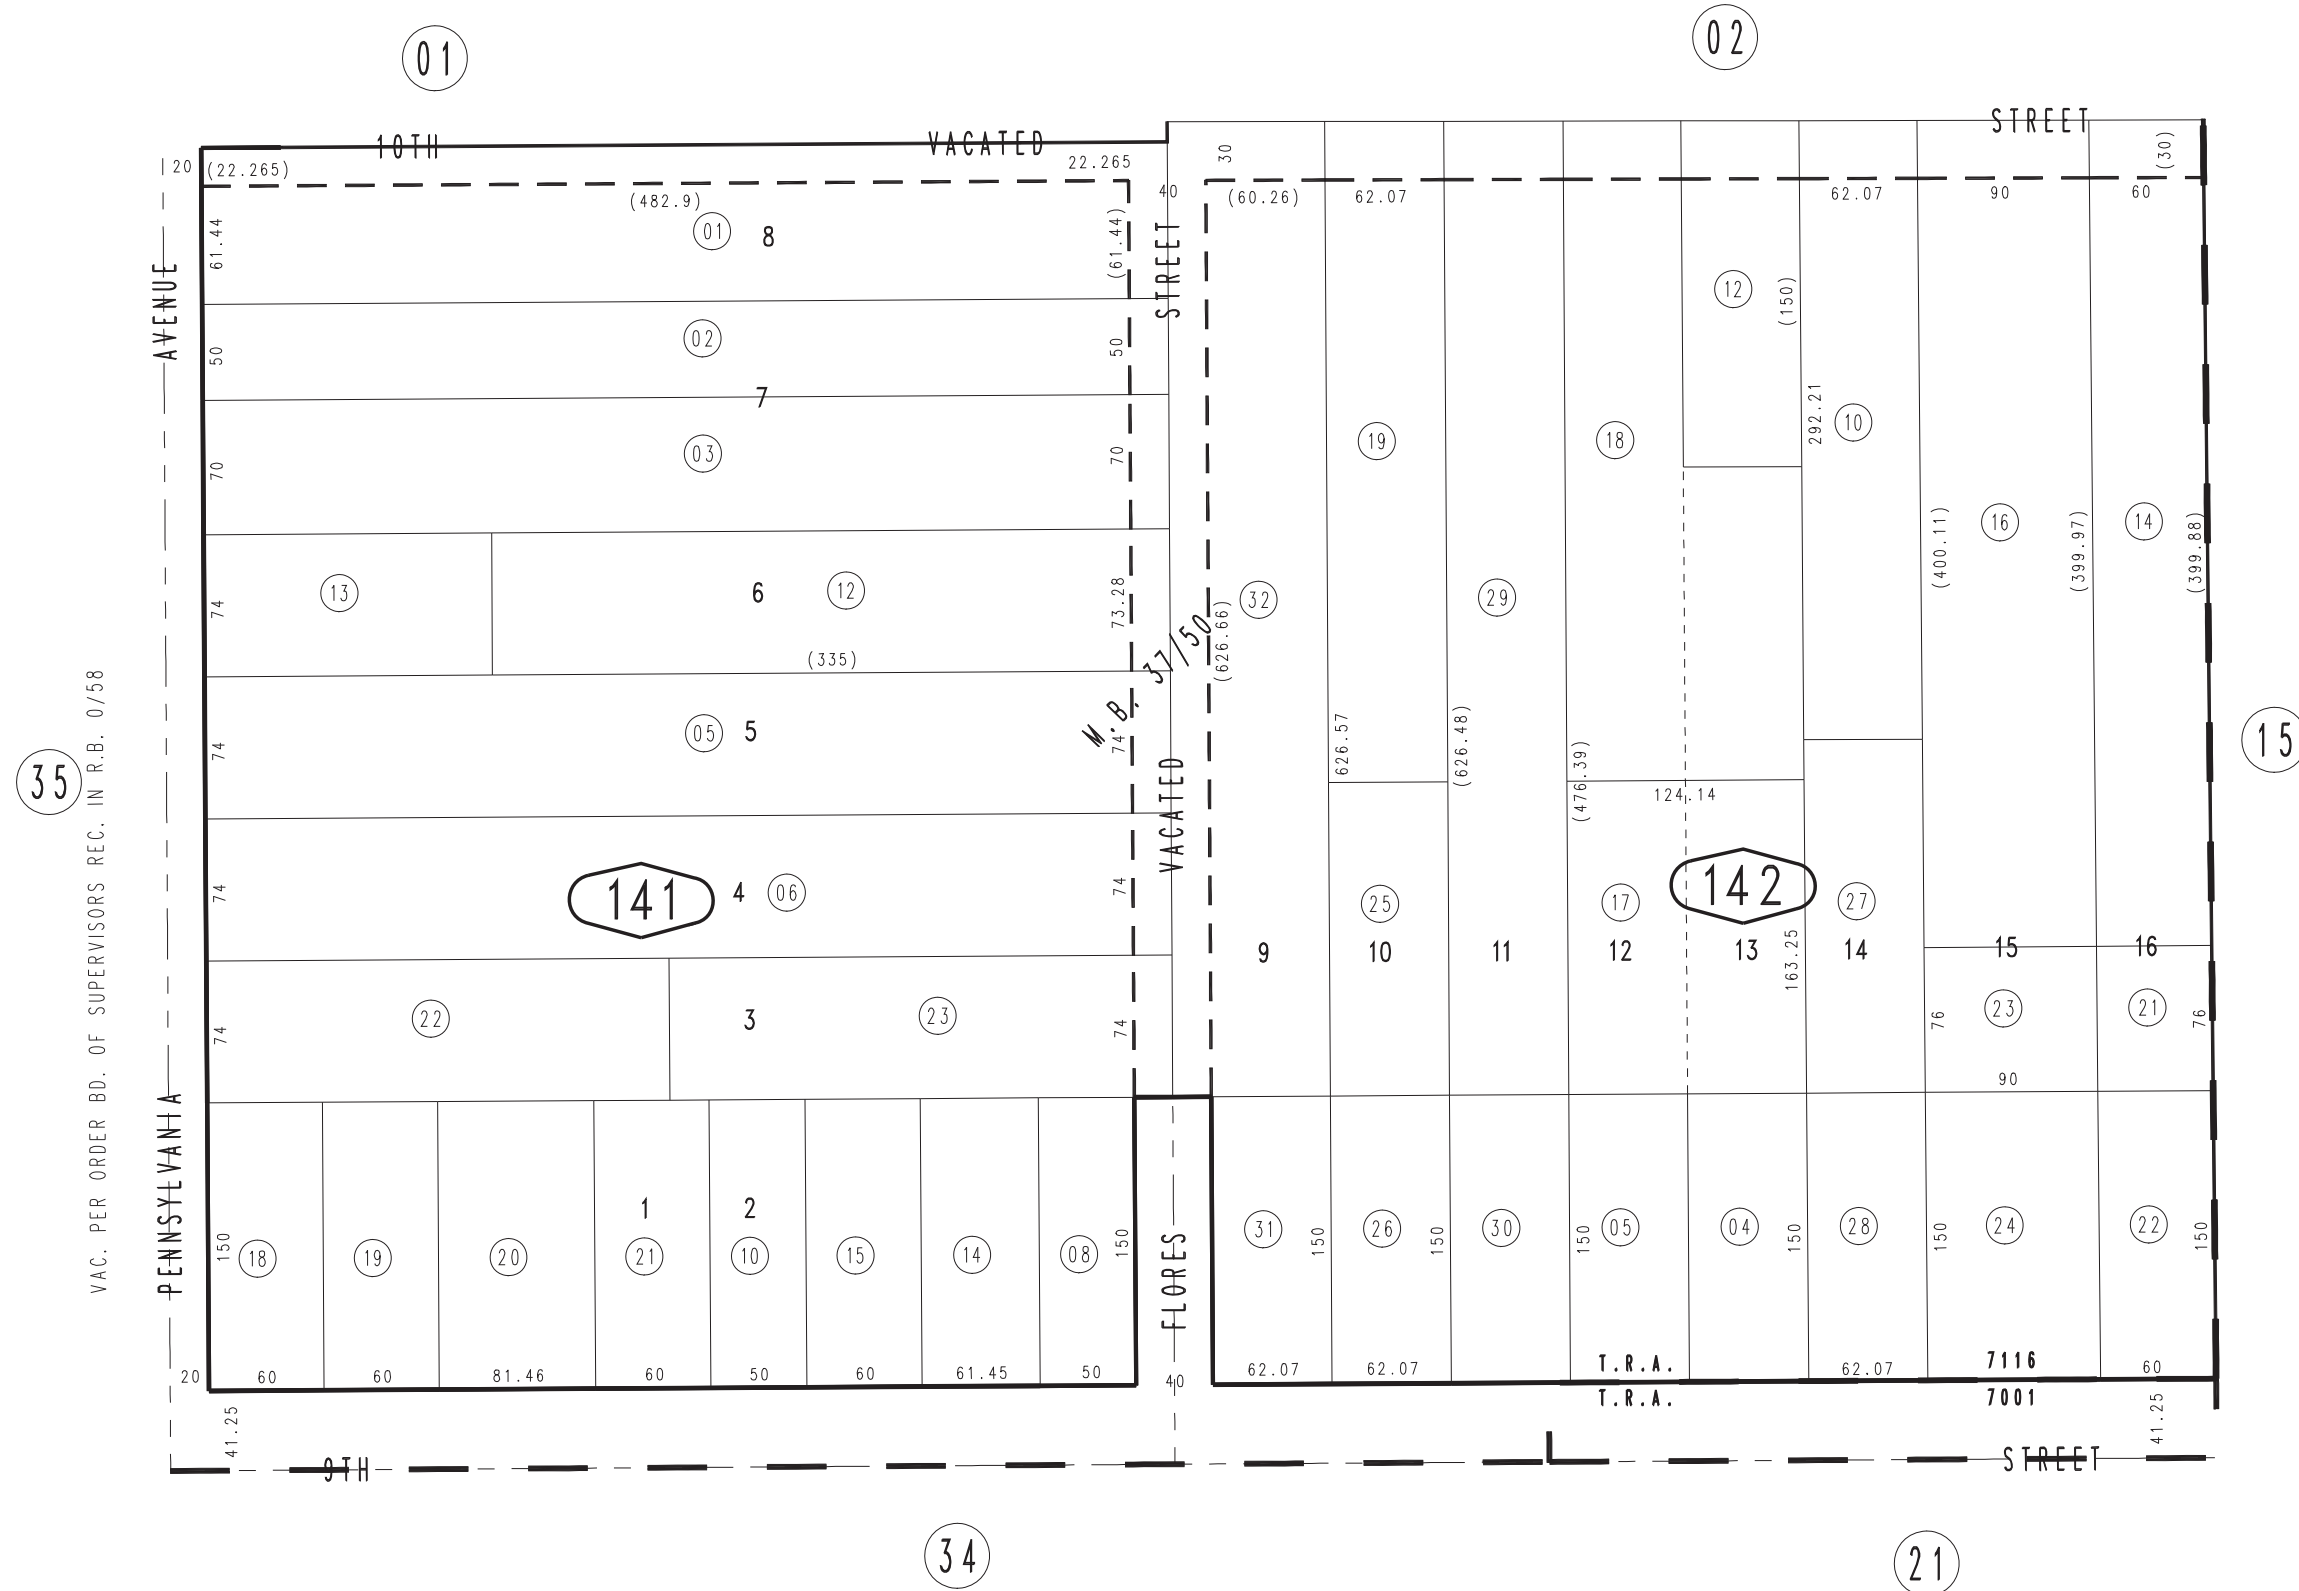 01
02
10TH VACATED STREET
20 (22.265) 22.265 30 (30)
(482.9) 40 (60.26) 62.07 62.07 90 60
61.44 01 8 (61.44)
AVENUE
STREET
12 (150)
50 02 50
7
292.21 10
70 03 70
19 18
(400.11) 16 (399.97) 14 (399.88)
74 13 6 12 73.28
(335)
32 (626.66) 29
M.B. 37/50
74 05 5 74
626.57 (626.48) (476.39)
124.14
35
15
VAC. PER ORDER BD. OF SUPERVISORS REC. IN R.B. 0/58
VACATED
74 141 4 06 74
25 17 142 27
9 10 11 12 13 163.25 14 15 16
74 22 3 23 74
76 23 21 76
90
PENNSYLVANIA
FLORES
1 2
150 18 19 20 21 10 15 14 08 150
31 150 26 150 30 150 05 04 150 28 150 24 22 150
20 60 60 81.46 60 50 60 61.45 50 40
62.07 62.07 T.R.A. 62.07 7116 60
T.R.A. 7001
41.25 41.25
9TH STREET
34
21